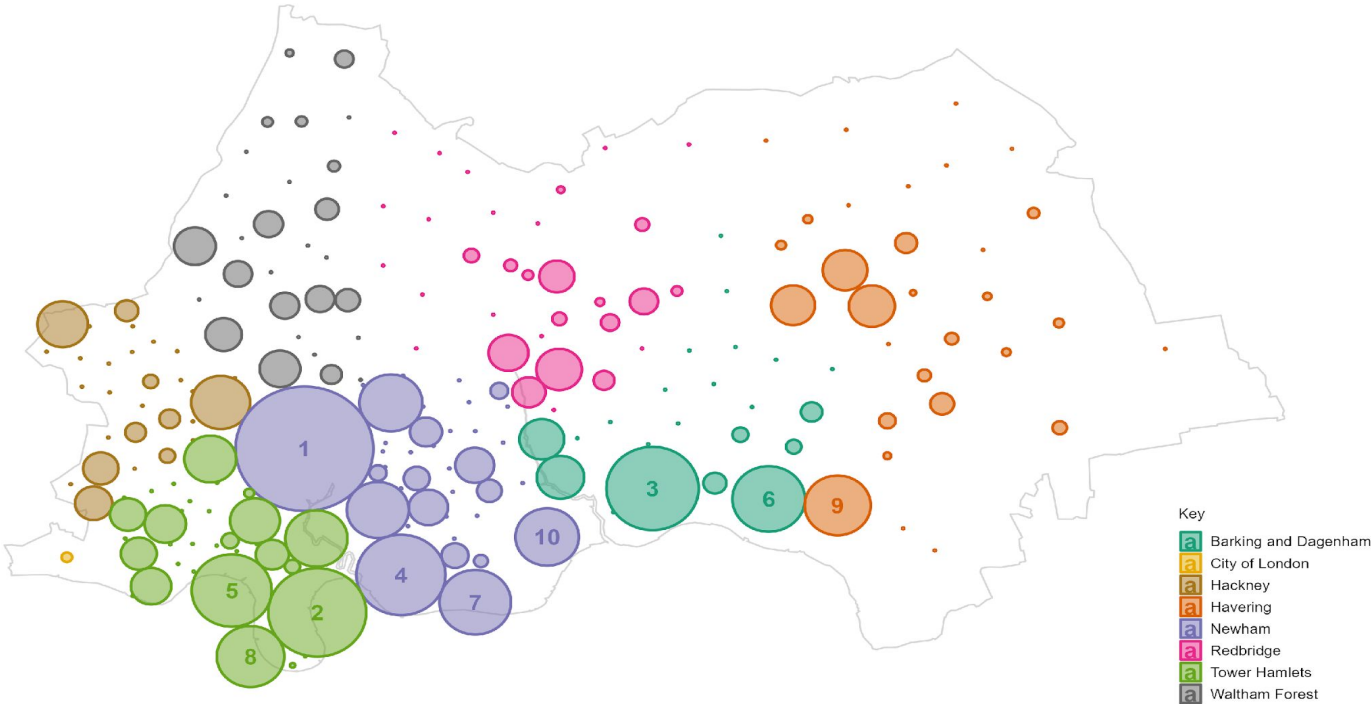 1
3
6
9
10
4
5
7
2
8
Key
a Barking and Dagenham
a City of London
a Hackney
a Havering
a Newham
a Redbridge
a Tower Hamlets
a Waltham Forest